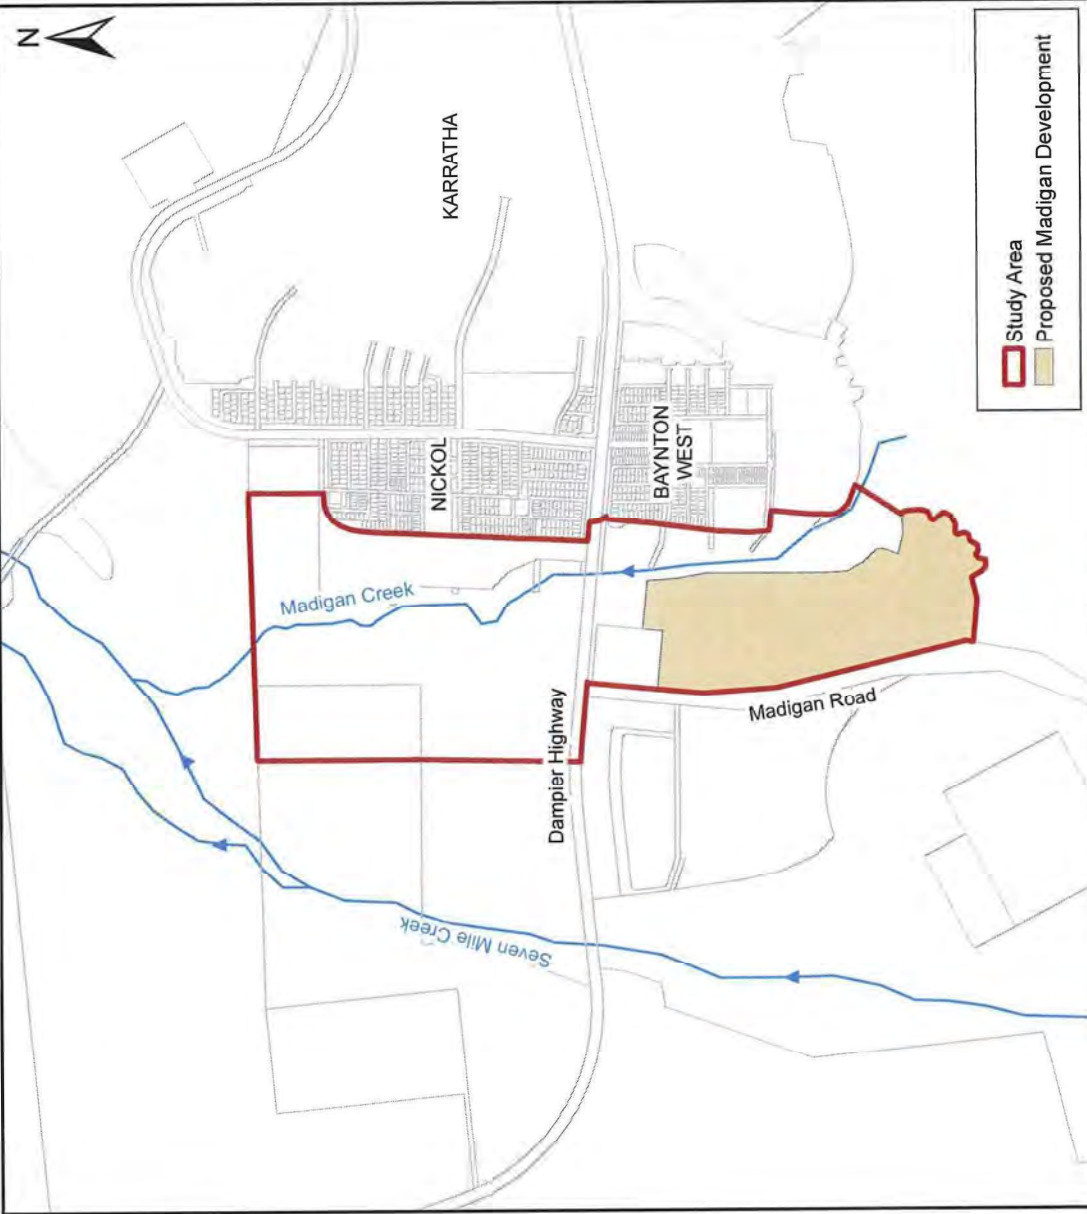 N
KARRATHA
NICKOL
BAYNTON
WEST
Madigan Creek
Dampier Highway
Madigan Road
Seven Mile Creek
Study Area
Proposed Madigan Development